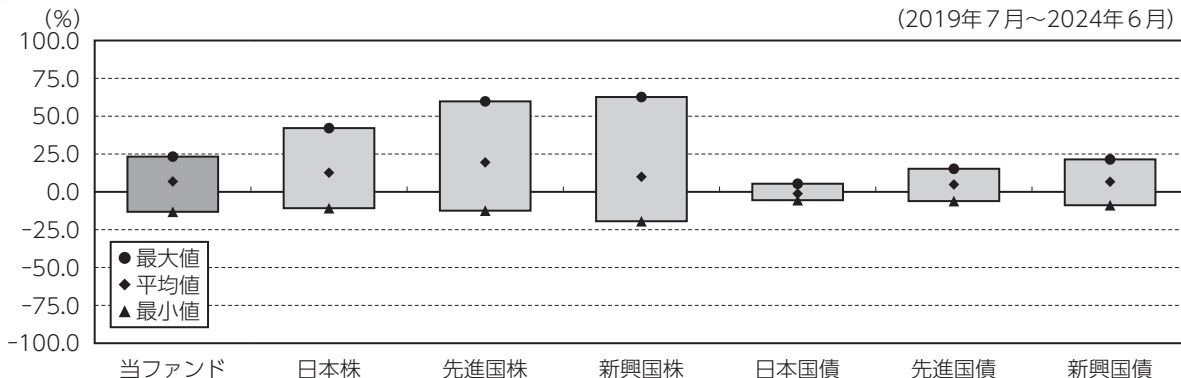 (%)
(2019年7月～2024年6月)
100.0
75.0
50.0
25.0
0.0
-25.0
-50.0
-75.0
-100.0
●最大値
◆平均値
▲最小値
当ファンド 日本株 先進国株 新興国株 日本国債 先進国債 新興国債